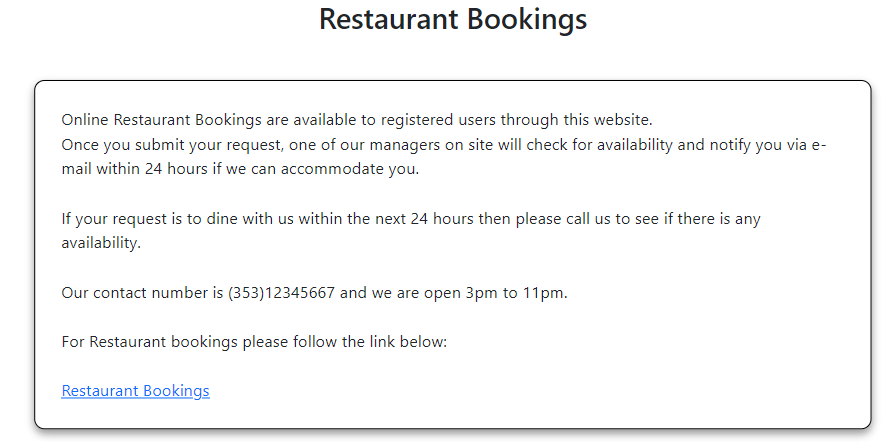 Restaurant Bookings
Online Restaurant Bookings are available to registered users through this website.
Once you submit your request, one of our managers on site will check for availability and notify you via e-
mail within 24 hours if we can accommodate you.
If your request is to dine with us within the next 24 hours then please call us to see if there is any
availability.
Our contact number is (353)12345667 and we are open 3pm to 11pm.
For Restaurant bookings please follow the link below:
Restaurant Bookings